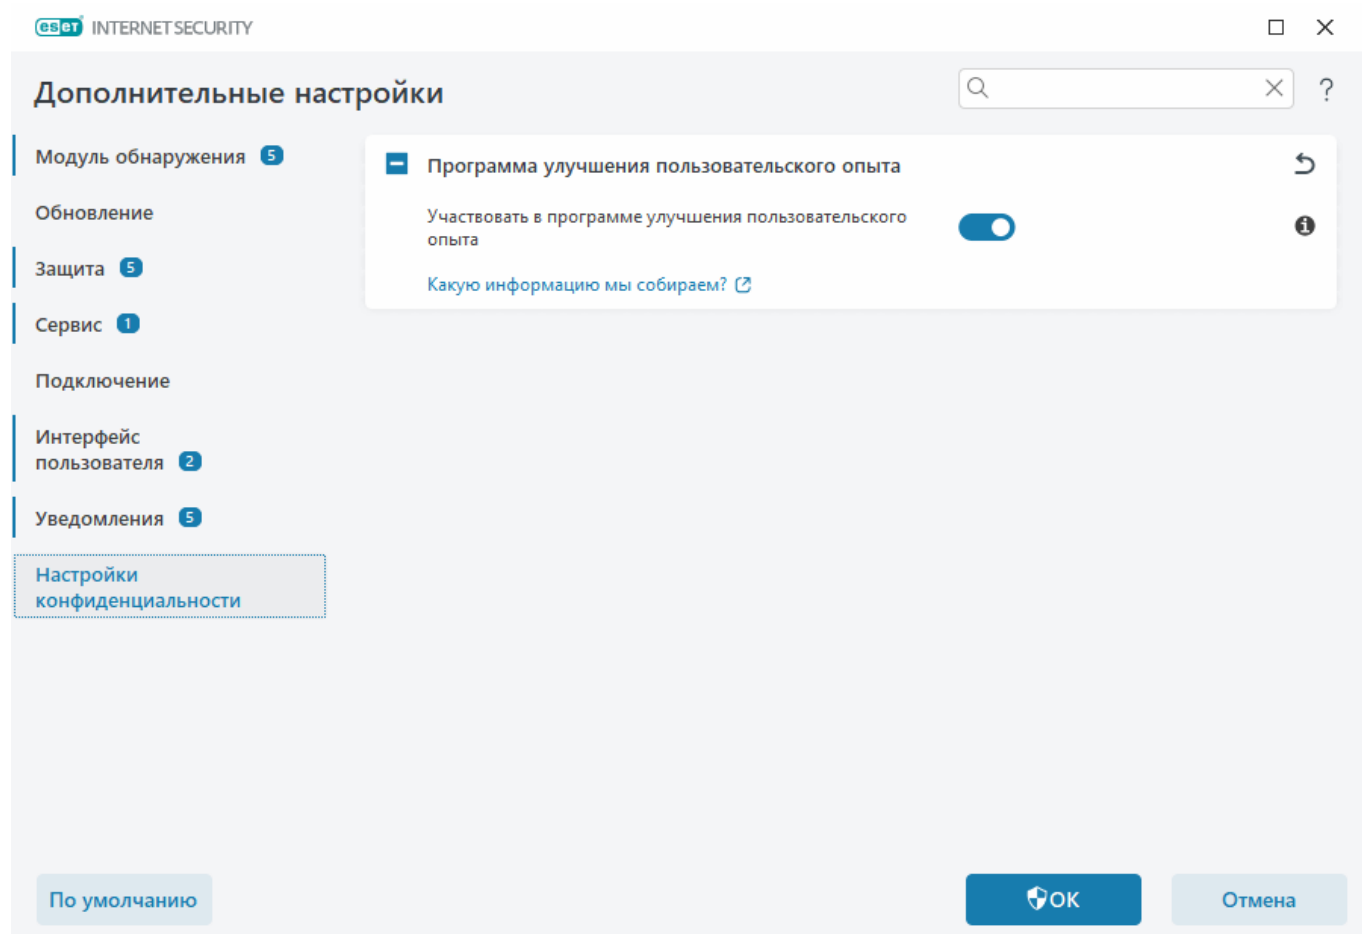 eset INTERNET SECURITY
Дополнительные настройки
?
Модуль обнаружения 5
Обновление
Защита 5
Сервис 1
Подключение
Интерфейс
пользователя 2
Уведомления 5
Настройки
конфиденциальности
Программа улучшения пользовательского опыта
Участвовать в программе улучшения пользовательского
опыта
Какую информацию мы собираем?
По умолчанию
ОК
Отмена